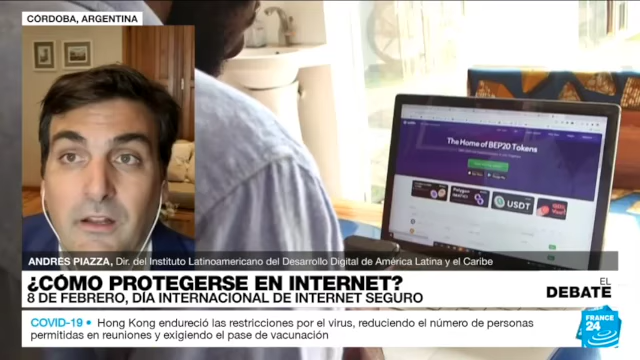 CÓRDOBA, ARGENTINA
The Home of BEP20 Tokens
USDT
ANDRÉS PIAZZA, Dir. del Instituto Latinoamericano del Desarrollo Digital de América Latina y el Caribe
¿CÓMO PROTEGERSE EN INTERNET?
8 DE FEBRERO, DÍA INTERNACIONAL DE INTERNET SEGURO
EL
DEBATE
COVID-19 • Hong Kong endureció las restricciones por el virus, reduciendo el número de personas
permitidas en reuniones y exigiendo el pase de vacunación
FRANCE
24